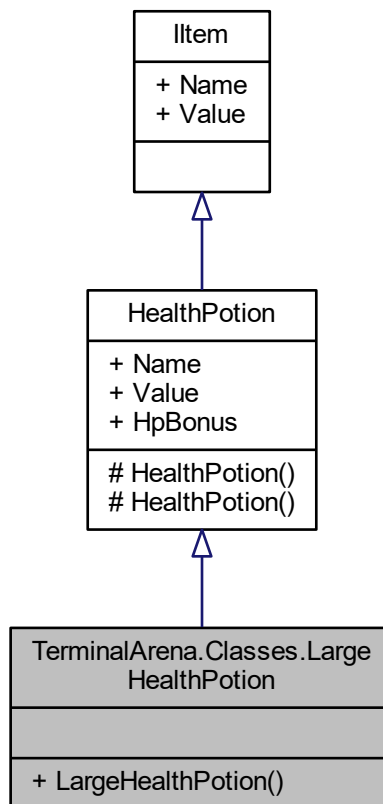 IItem
+ Name
+ Value
HealthPotion
+ Name
+ Value
+ HpBonus
# HealthPotion()
# HealthPotion()
TerminalArena.Classes.Large
HealthPotion
+ LargeHealthPotion()